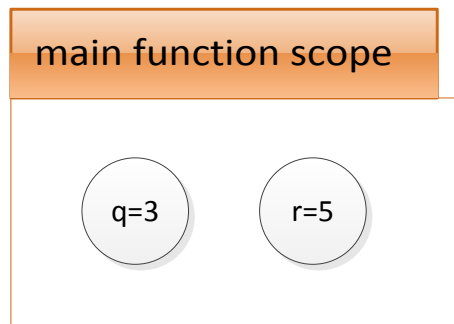 main function scope
q=3 r=5